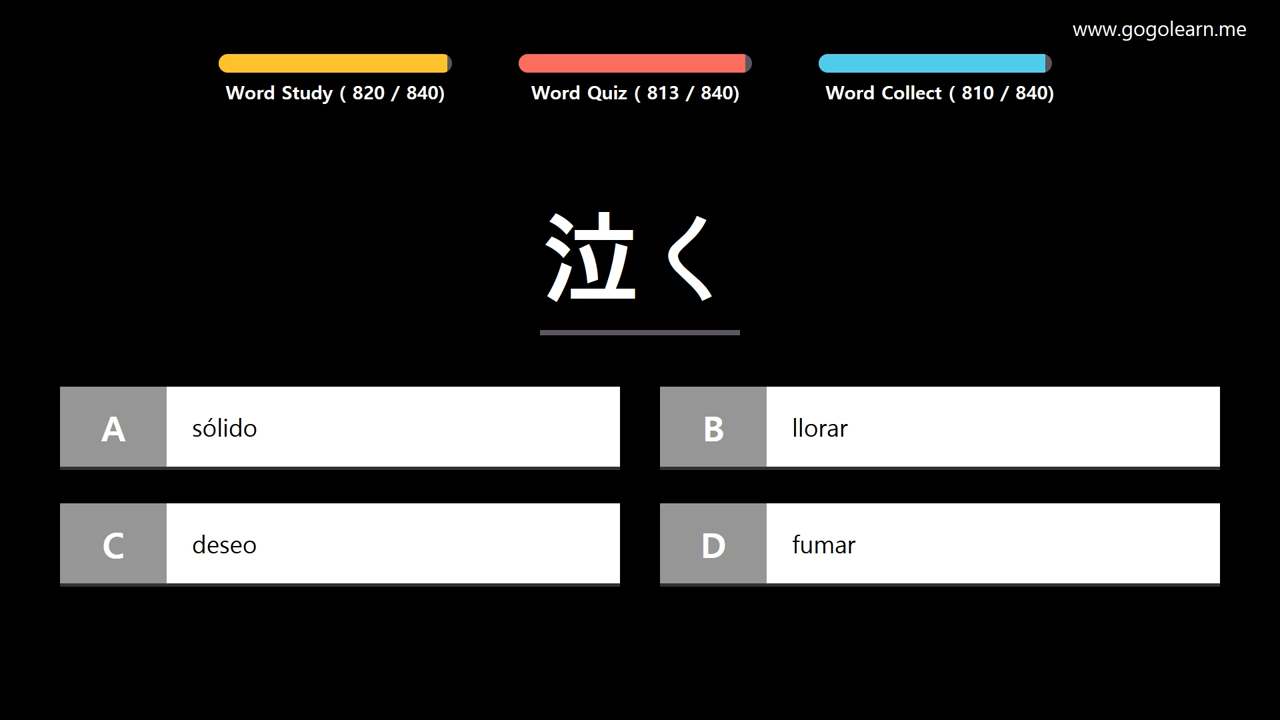 www.gogolearn.me
Word Study ( 820 / 840)
Word Quiz ( 813 / 840)
Word Collect ( 810 / 840)
泣く
A sólido
B llorar
C deseo
D fumar